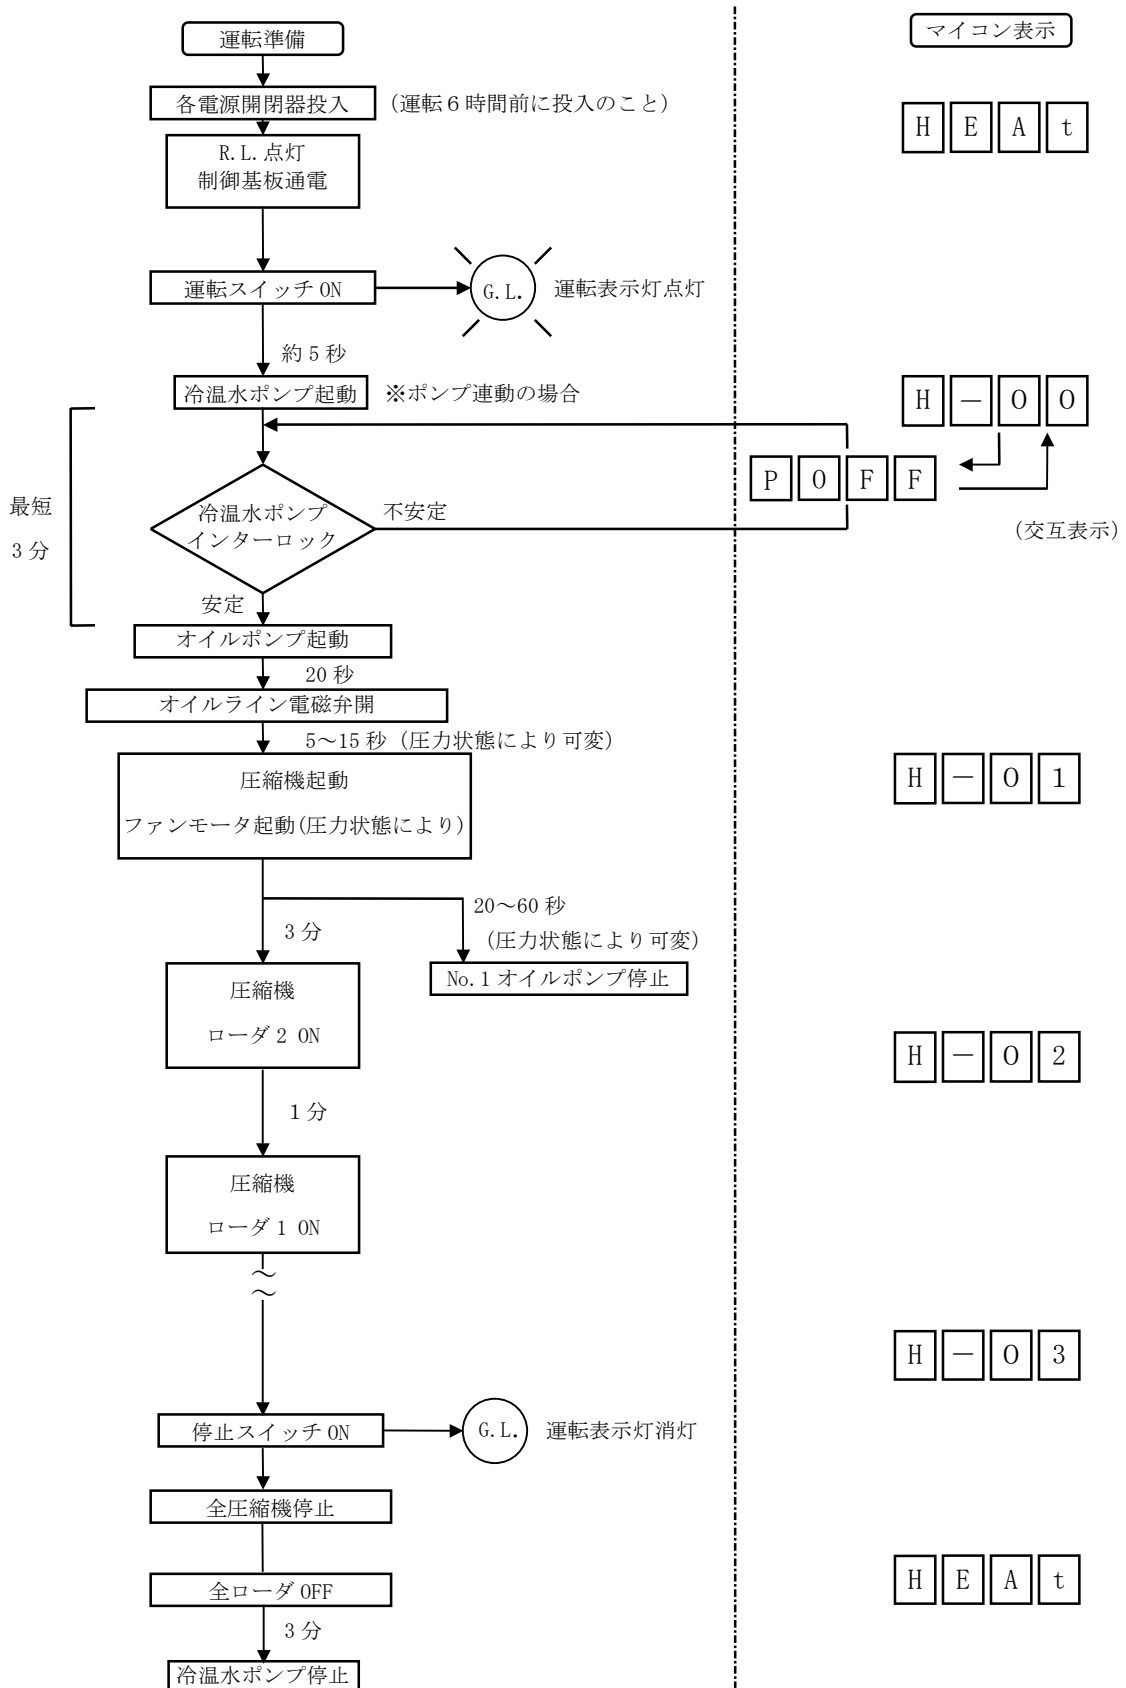 運転準備
マイコン表示
各電源開閉器投入 (運転6時間前に投入のこと)
HEAt
R.L.点灯
制御基板通電
運転スイッチON
G.L. 運転表示灯点灯
約5秒
冷温水ポンプ起動 ※ポンプ連動の場合
H-00
POFF
(交互表示)
最短
3分
冷温水ポンプ
インターロック
不安定
安定
オイルポンプ起動
20秒
オイルライン電磁弁開
5～15秒 (圧力状態により可変)
圧縮機起動
ファンモータ起動(圧力状態により)
H-01
20～60秒
(圧力状態により可変)
3分
No.1オイルポンプ停止
圧縮機
ローダ2 ON
H-02
1分
圧縮機
ローダ1 ON
H-03
停止スイッチON
G.L. 運転表示灯消灯
全圧縮機停止
全ローダOFF
HEAt
3分
冷温水ポンプ停止